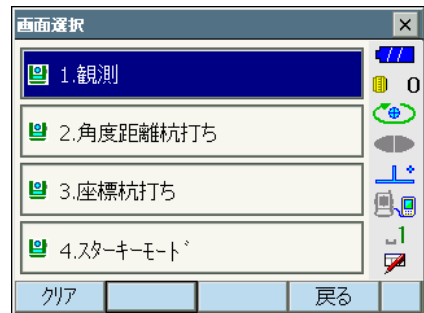 画面選択
1.観測
0
2.角度距離杭打ち
3.座標杭打ち
1
4.スターキーモード
クリア
戻る